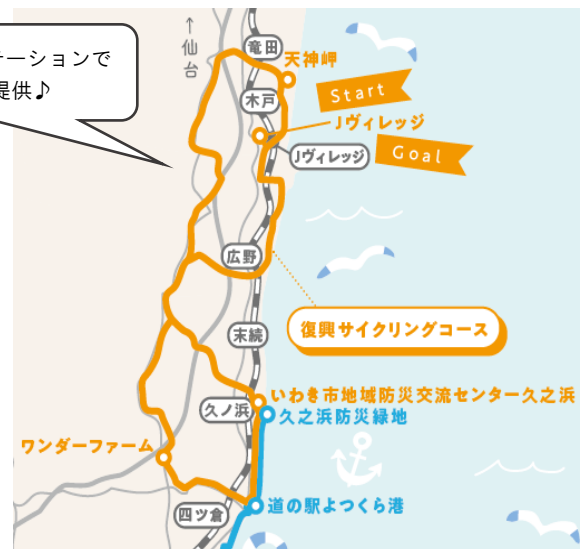 テーションで
提供♪
↑
仙台
竜田
天神岬
木戸
Start
Jヴィレッジ
Jヴィレッジ
Goal
広野
復興サイクリングコース
末続
いわき市地域防災交流センター久之浜
久ノ浜
久之浜防災緑地
ワンダーファーム
道の駅よつくら港
四ツ倉